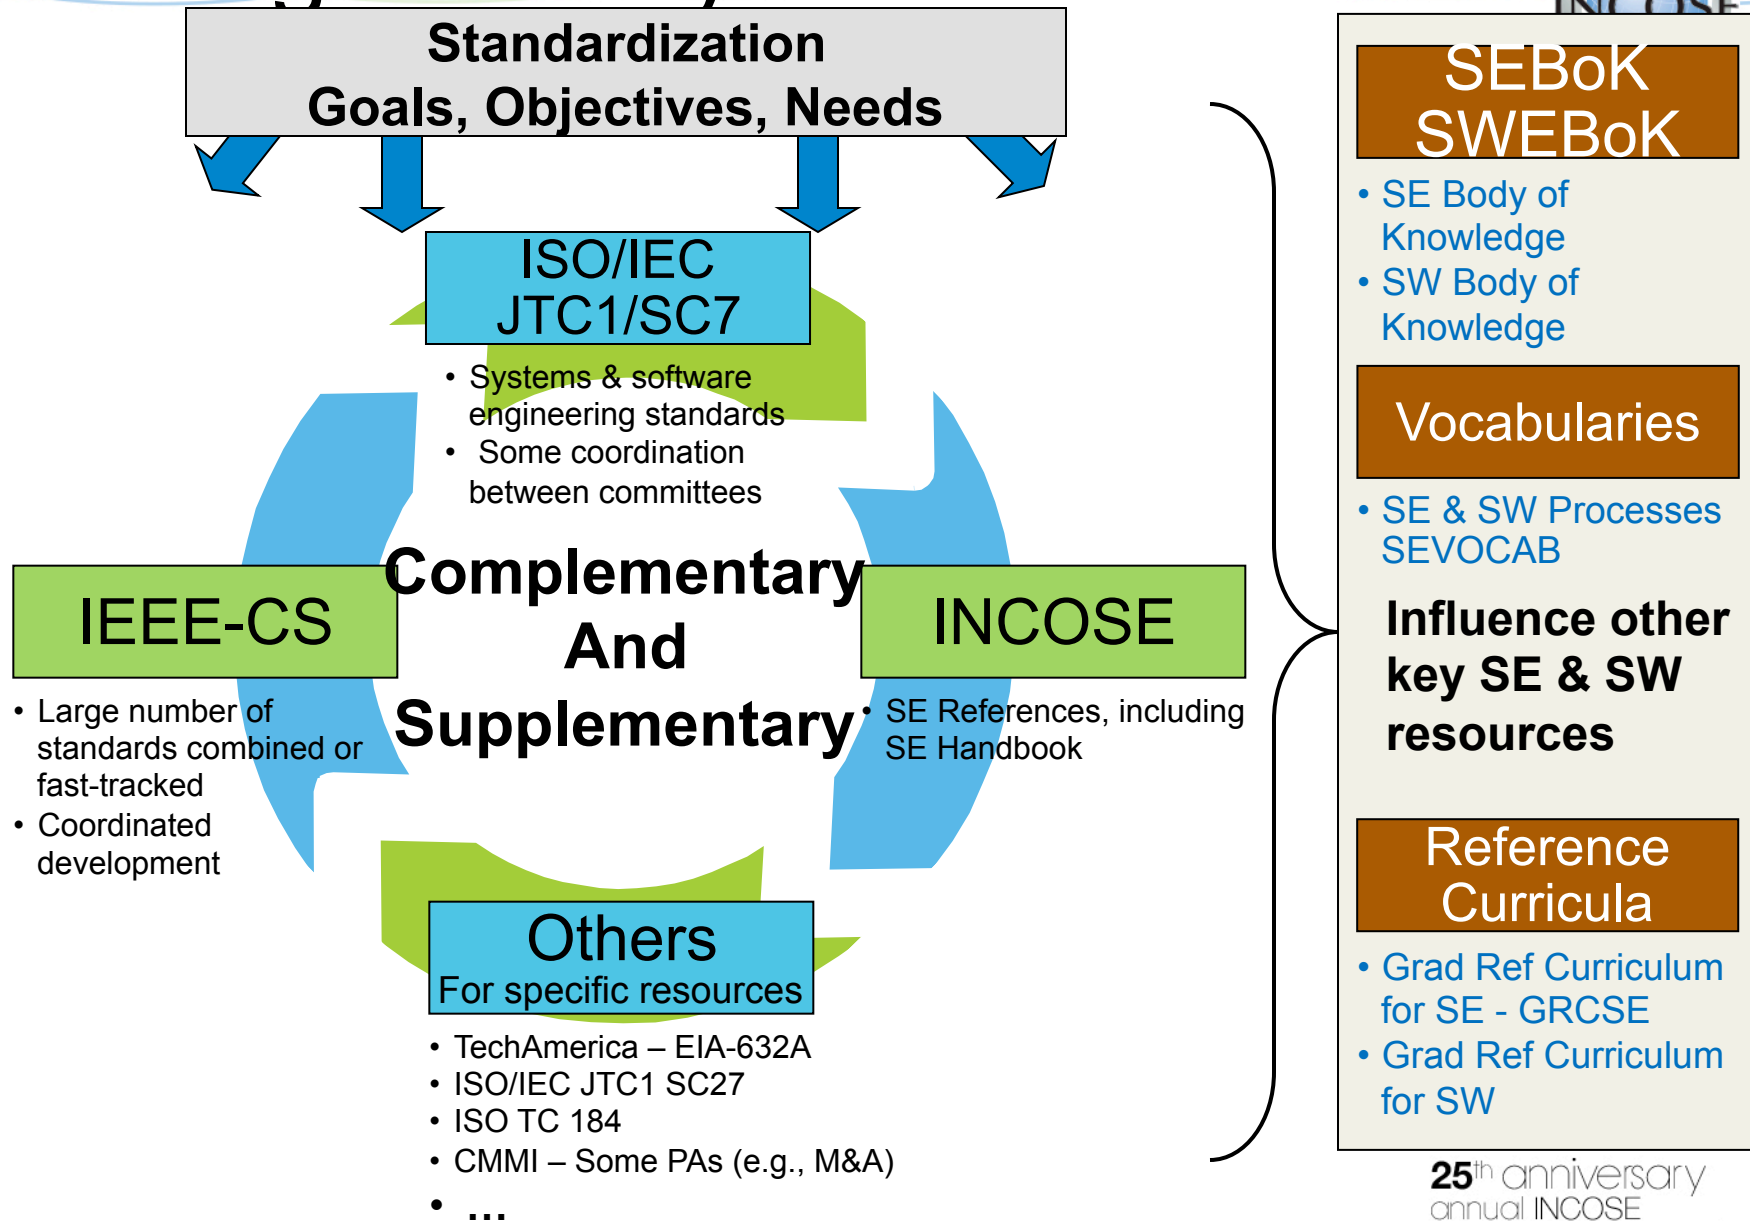 Standardization
Goals, Objectives, Needs
ISO/IEC
JTC1/SC7
• Systems & software
engineering standards
• Some coordination
between committees
Complementary
And
Supplementary
IEEE-CS
• Large number of
standards combined or
fast-tracked
• Coordinated
development
INCOSE
• SE References, including
SE Handbook
Others
For specific resources
• TechAmerica – EIA-632A
• ISO/IEC JTC1 SC27
• ISO TC 184
• CMMI – Some PAs (e.g., M&A)
• ...
INCOSE
SEBoK
SWEBoK
• SE Body of
Knowledge
• SW Body of
Knowledge
Vocabularies
• SE & SW Processes
SEVOCAB
Influence other
key SE & SW
resources
Reference
Curricula
• Grad Ref Curriculum
for SE - GRCSE
• Grad Ref Curriculum
for SW
25th anniversary
annual INCOSE